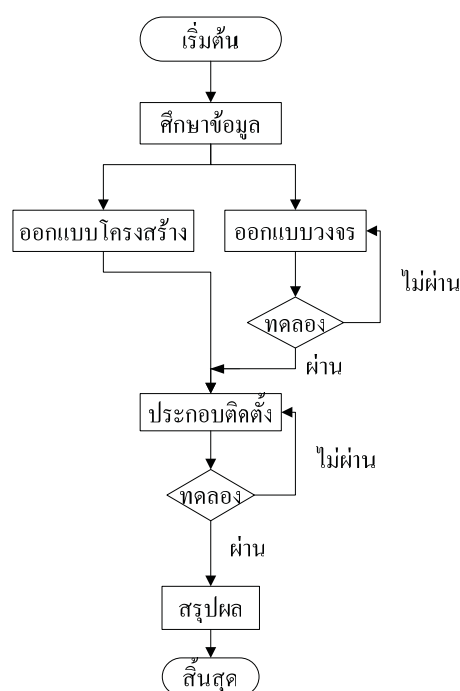 เริ่มต้น
ศึกษาข้อมูล
ออกแบบโครงสร้าง
ออกแบบวงจร
ไม่ผ่าน
ทดลอง
ผ่าน
ประกอบติดตั้ง
ไม่ผ่าน
ทดลอง
ผ่าน
สรุปผล
สิ้นสุด